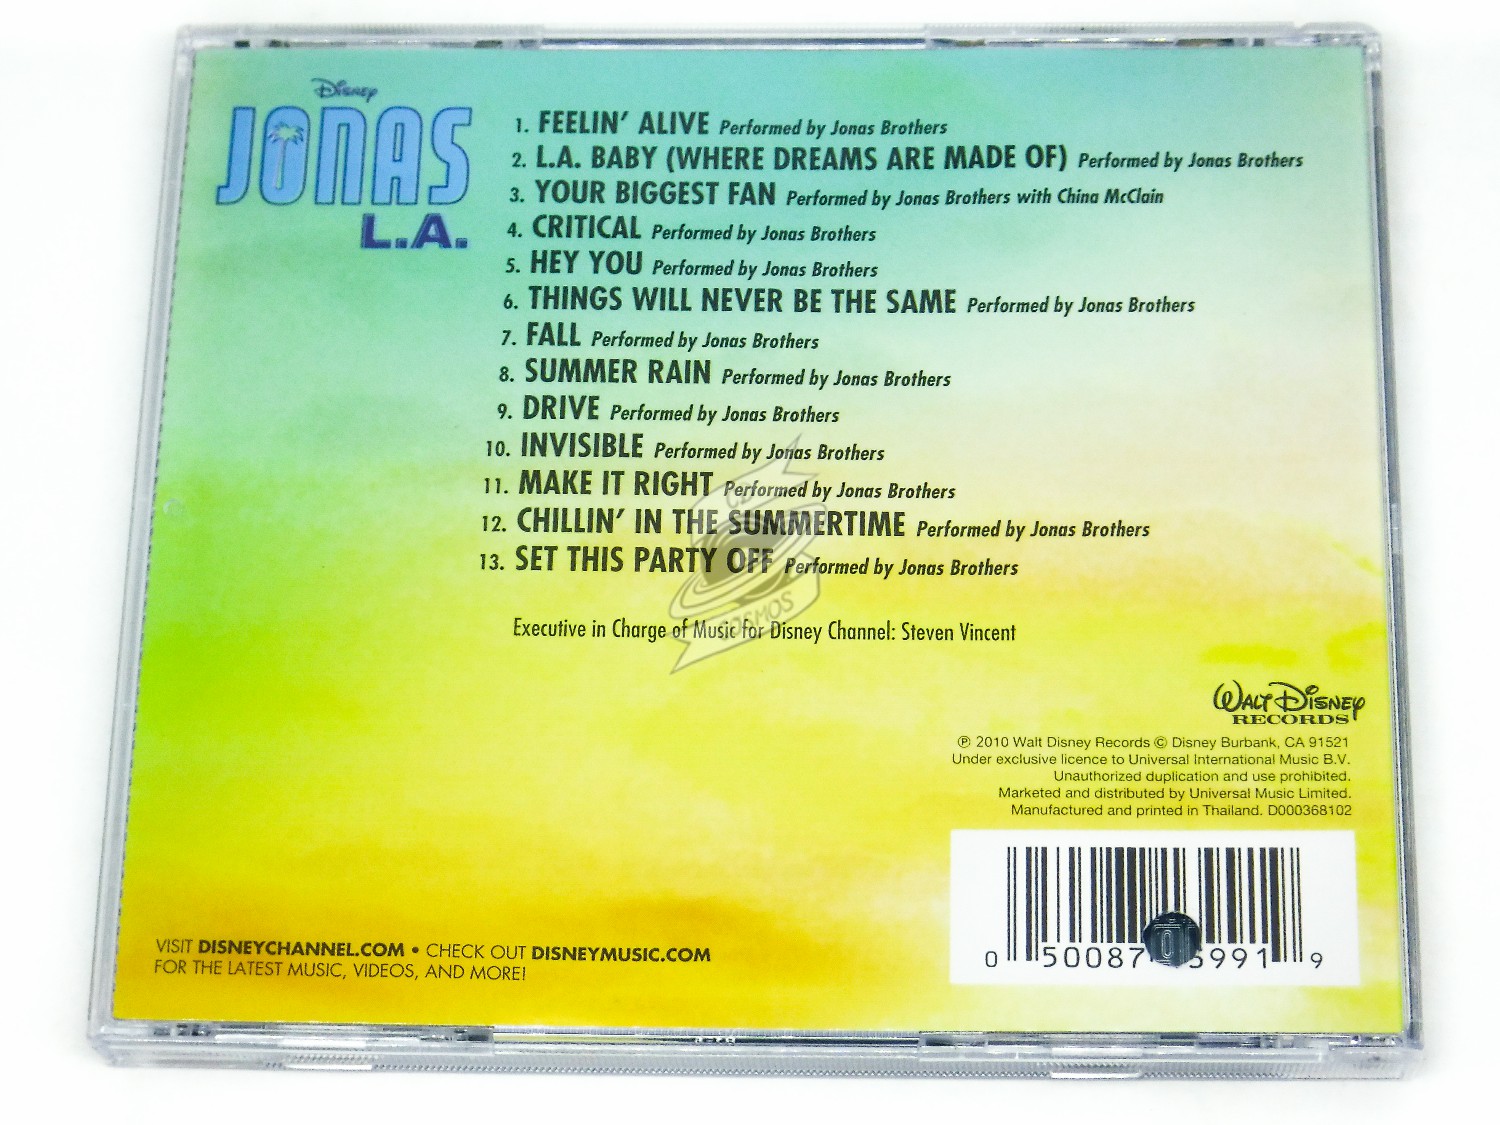 Disney
JONAS
L.A.
1. FEELIN' ALIVE Performed by Jonas Brothers
2. L.A. BABY (WHERE DREAMS ARE MADE OF) Performed by Jonas Brothers
3. YOUR BIGGEST FAN Performed by Jonas Brothers with China McClain
4. CRITICAL Performed by Jonas Brothers
5. HEY YOU Performed by Jonas Brothers
6. THINGS WILL NEVER BE THE SAME Performed by Jonas Brothers
7. FALL Performed by Jonas Brothers
8. SUMMER RAIN Performed by Jonas Brothers
9. DRIVE Performed by Jonas Brothers
10. INVISIBLE Performed by Jonas Brothers
11. MAKE IT RIGHT Performed by Jonas Brothers
12. CHILLIN' IN THE SUMMERTIME Performed by Jonas Brothers
13. SET THIS PARTY OFF Performed by Jonas Brothers
CD
COSMOS
Executive in Charge of Music for Disney Channel: Steven Vincent
WALT DISNEY
RECORDS
℗ 2010 Walt Disney Records © Disney Burbank, CA 91521
Under exclusive licence to Universal International Music B.V.
Unauthorized duplication and use prohibited.
Marketed and distributed by Universal Music Limited.
Manufactured and printed in Thailand. D000368102
VISIT DISNEYCHANNEL.COM • CHECK OUT DISNEYMUSIC.COM
FOR THE LATEST MUSIC, VIDEOS, AND MORE!
0 50087 991 9